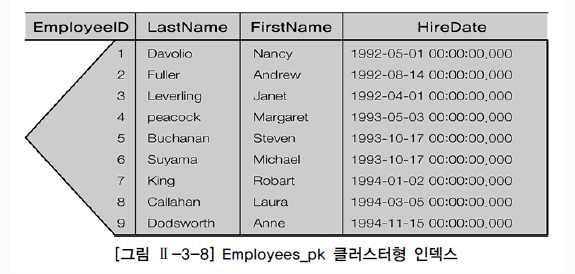 EmployeeID LastName FirstName HireDate
1 Davolio Nancy 1992-05-01 00:00:00,000
2 Fuller Andrew 1992-08-14 00:00:00,000
3 Leverling Janet 1992-04-01 00:00:00,000
4 peacock Margaret 1993-05-03 00:00:00,000
5 Buchanan Steven 1993-10-17 00:00:00,000
6 Suyama Michael 1993-10-17 00:00:00,000
7 King Robart 1994-01-02 00:00:00,000
8 Callahan Laura 1994-03-05 00:00:00,000
9 Dodsworth Anne 1994-11-15 00:00:00,000
[그림 Ⅱ-3-8] Employees_pk 클러스터형 인덱스